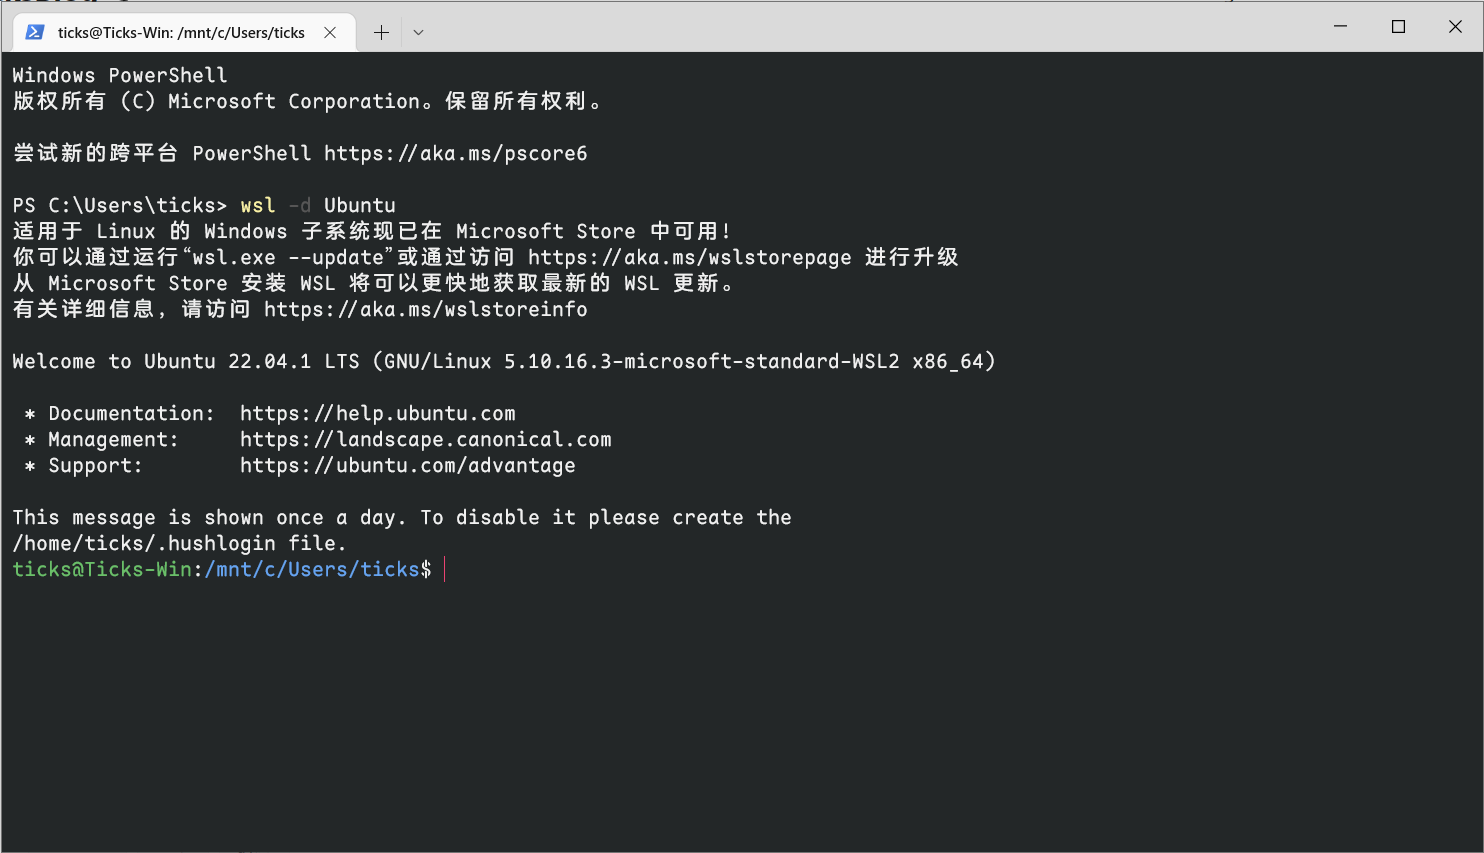 ticks@Ticks-Win: /mnt/c/Users/ticks
Windows PowerShell
版权所有 (C) Microsoft Corporation。保留所有权利。
尝试新的跨平台 PowerShell https://aka.ms/pscore6
PS C:\Users\ticks> wsl -d Ubuntu
适用于 Linux 的 Windows 子系统现已在 Microsoft Store 中可用!
你可以通过运行“wsl.exe --update”或通过访问 https://aka.ms/wslstorepage 进行升级
从 Microsoft Store 安装 WSL 将可以更快地获取最新的 WSL 更新。
有关详细信息，请访问 https://aka.ms/wslstoreinfo
Welcome to Ubuntu 22.04.1 LTS (GNU/Linux 5.10.16.3-microsoft-standard-WSL2 x86_64)
* Documentation:  https://help.ubuntu.com
* Management:     https://landscape.canonical.com
* Support:        https://ubuntu.com/advantage
This message is shown once a day. To disable it please create the
/home/ticks/.hushlogin file.
ticks@Ticks-Win:/mnt/c/Users/ticks$